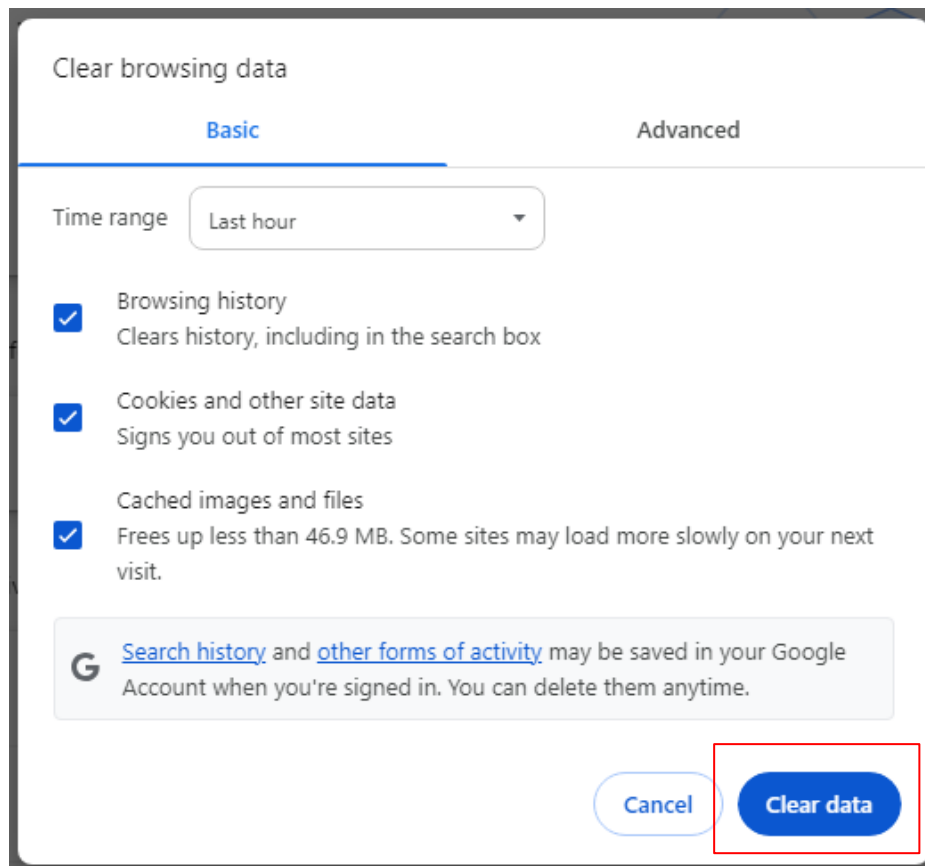 Clear browsing data
Basic
Advanced
Time range
Last hour
Browsing history
Clears history, including in the search box
Cookies and other site data
Signs you out of most sites
Cached images and files
Frees up less than 46.9 MB. Some sites may load more slowly on your next
visit.
G
Search history and other forms of activity may be saved in your Google
Account when you're signed in. You can delete them anytime.
Cancel
Clear data